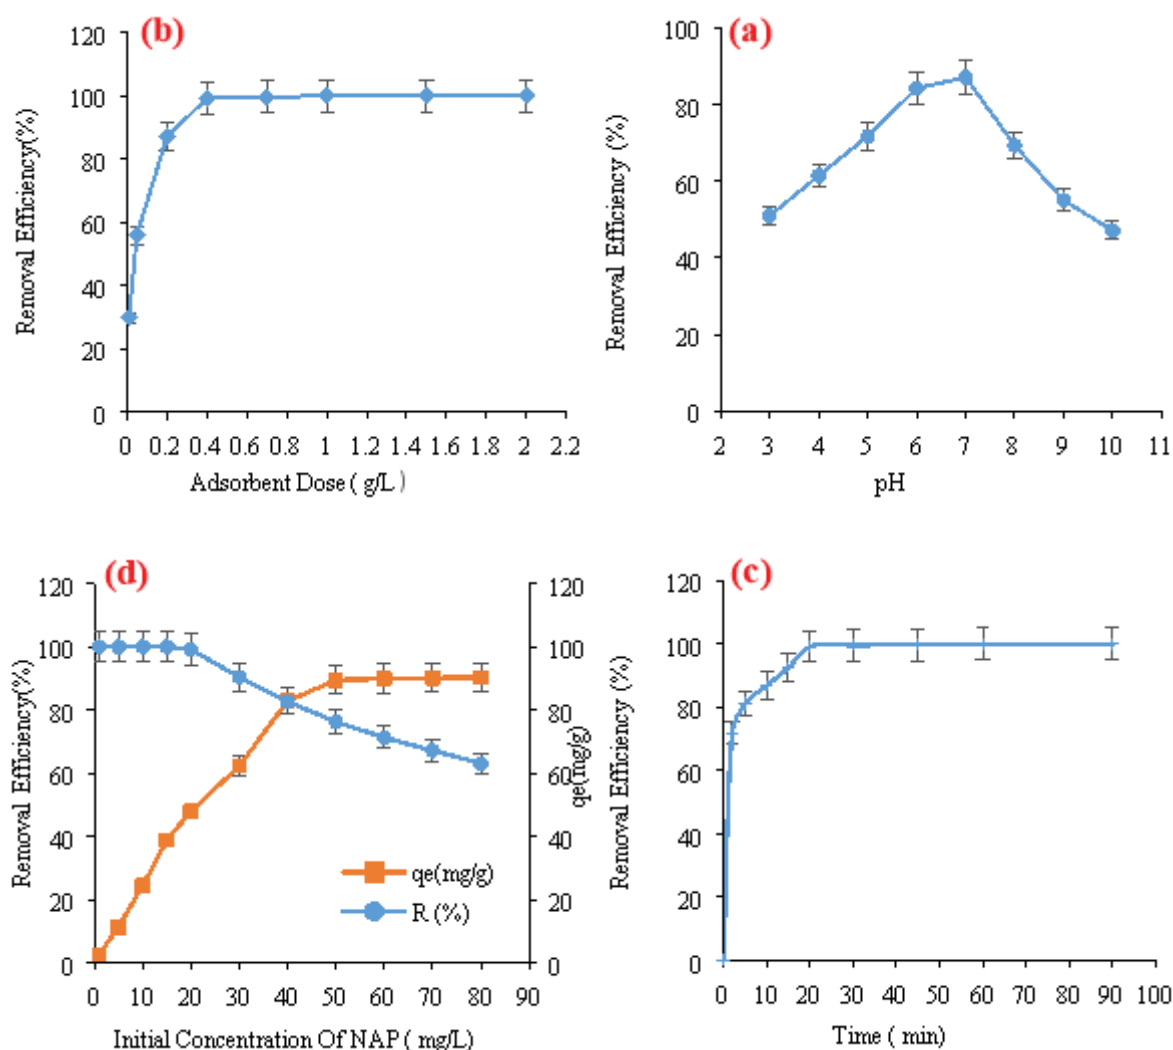 (b)
120
100
80
60
40
20
0
Removal Efficiency(%)
0 0.2 0.4 0.6 0.8 1 1.2 1.4 1.6 1.8 2 2.2
Adsorbent Dose ( g/L )
(a)
100
80
60
40
20
0
Removal Efficiency (%)
2 3 4 5 6 7 8 9 10 11
pH
(d)
120
100
80
60
40
20
0
Removal Efficiency(%)
120
100
80
60
40
20
0
qe(mg/g)
qe(mg/g)
R (%)
0 10 20 30 40 50 60 70 80 90
Initial Concentration Of NAP ( mg/L)
(c)
120
100
80
60
40
20
0
Removal Efficiency (%)
0 10 20 30 40 50 60 70 80 90 100
Time ( min)